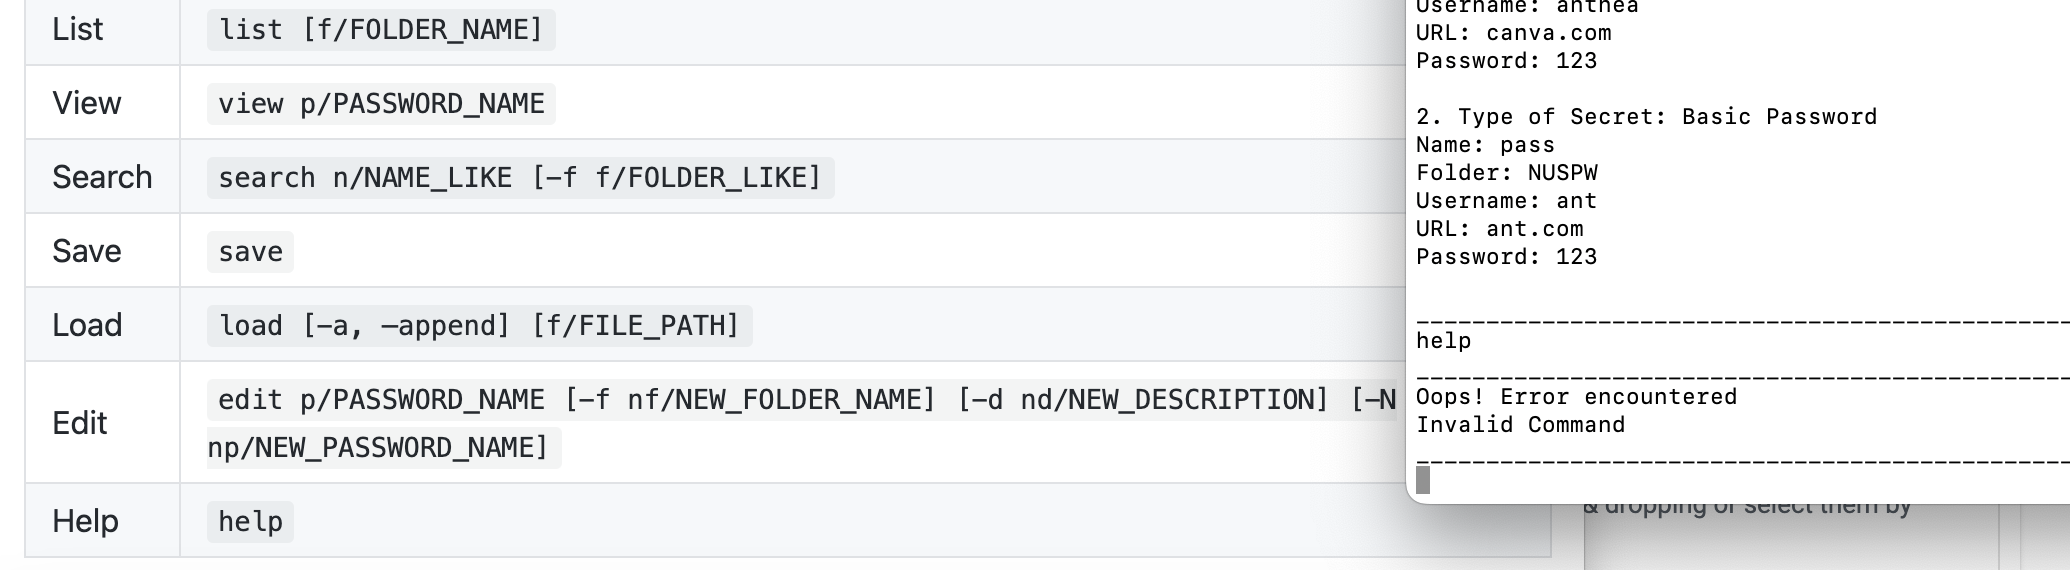 List
list [f/FOLDER_NAME]
View
view p/PASSWORD_NAME
Search
search n/NAME_LIKE [-f f/FOLDER_LIKE]
Save
save
Load
load [-a, –append] [f/FILE_PATH]
Edit
edit p/PASSWORD_NAME [-f nf/NEW_FOLDER_NAME] [-d nd/NEW_DESCRIPTION] [-N
np/NEW_PASSWORD_NAME]
Help
help
Username: anthea
URL: canva.com
Password: 123
2. Type of Secret: Basic Password
Name: pass
Folder: NUSPW
Username: ant
URL: ant.com
Password: 123
help
Oops! Error encountered
Invalid Command
& dropping or select them by